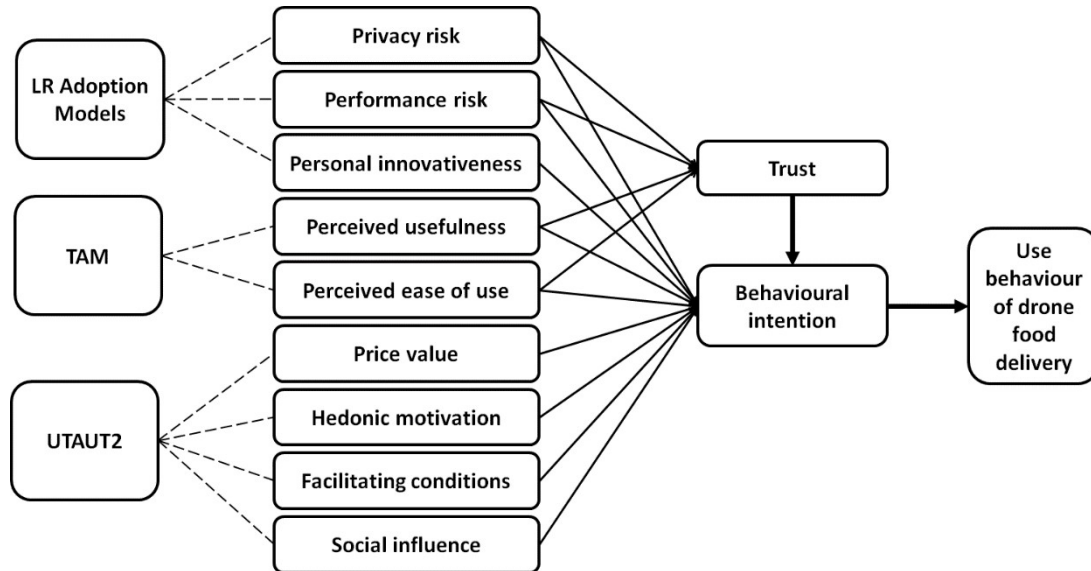 LR Adoption
Models
TAM
UTAUT2
Privacy risk
Performance risk
Personal innovativeness
Perceived usefulness
Perceived ease of use
Price value
Hedonic motivation
Facilitating conditions
Social influence
Trust
Behavioural
intention
Use
behaviour
of drone
food
delivery